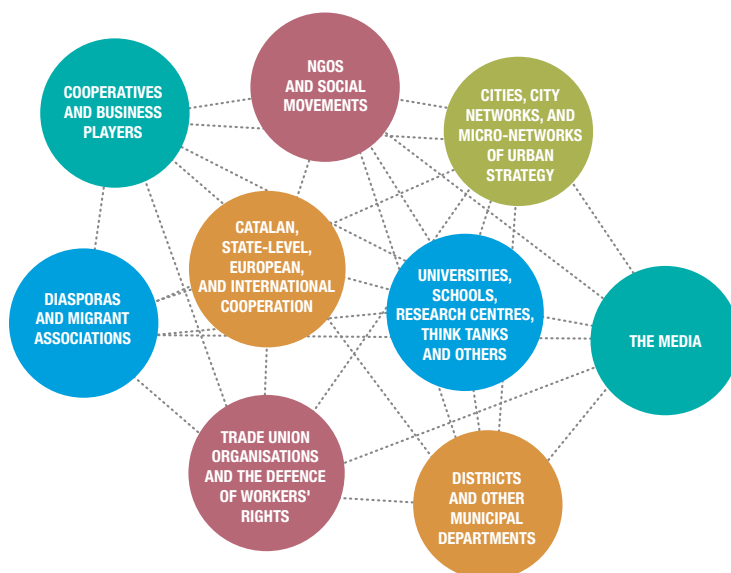 COOPERATIVES
AND BUSINESS
PLAYERS
NGOS
AND SOCIAL
MOVEMENTS
CITIES, CITY
NETWORKS, AND
MICRO-NETWORKS
OF URBAN
STRATEGY
DIASPORAS
AND MIGRANT
ASSOCIATIONS
CATALAN,
STATE-LEVEL,
EUROPEAN,
AND INTERNATIONAL
COOPERATION
UNIVERSITIES,
SCHOOLS,
RESEARCH CENTRES,
THINK TANKS
AND OTHERS
THE MEDIA
TRADE UNION
ORGANISATIONS
AND THE DEFENCE
OF WORKERS'
RIGHTS
DISTRICTS
AND OTHER
MUNICIPAL
DEPARTMENTS